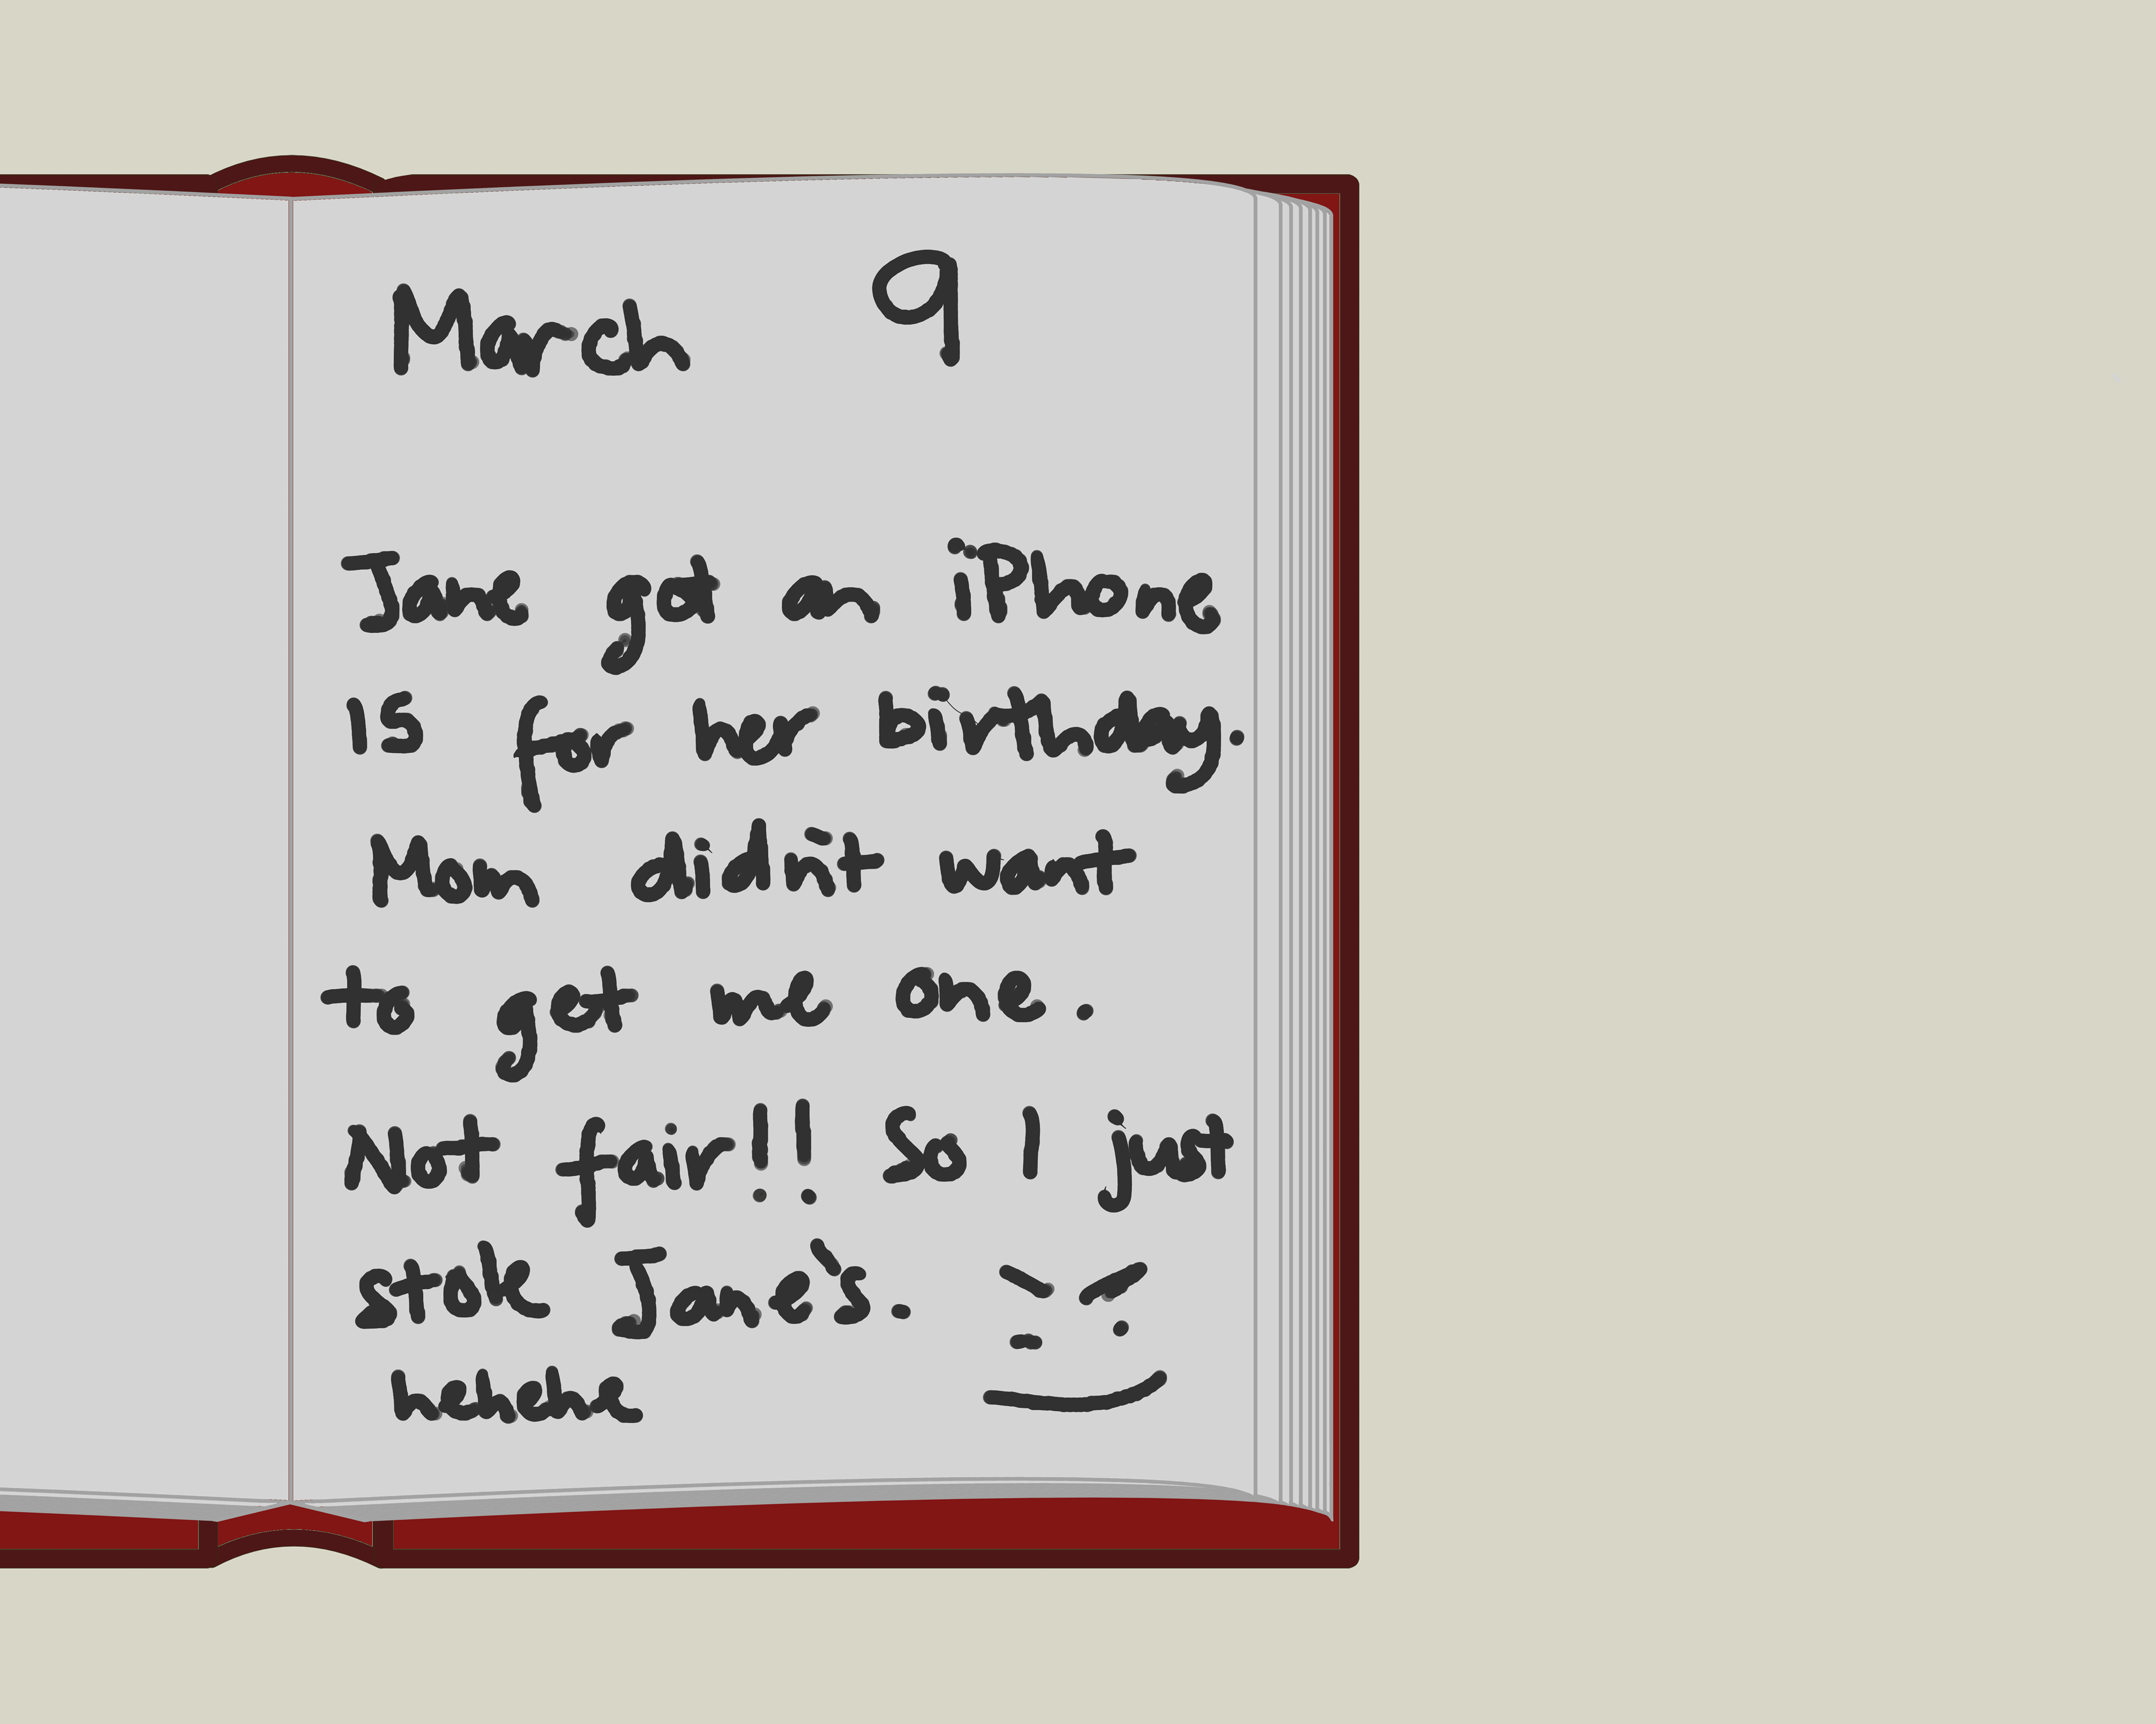 March 9
Jane got an iPhone
15 for her birthday.
Mom didn't want
to get me one.
Not fair!! So I just
stole Jane's.
hehehe